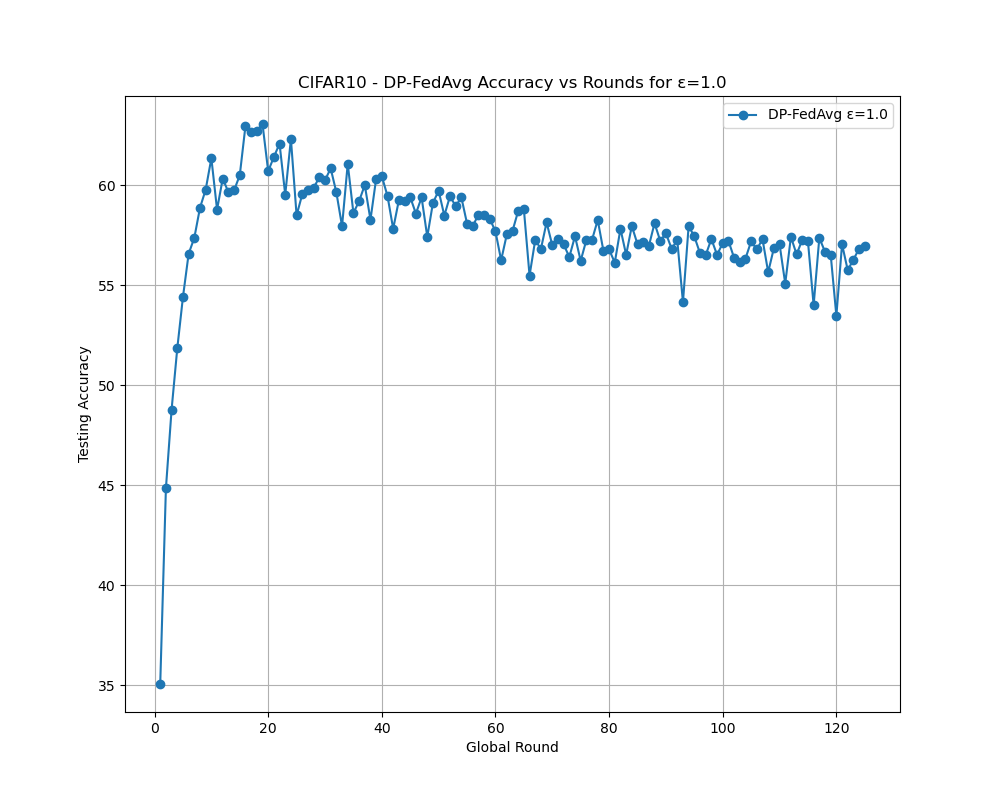 CIFAR10 - DP-FedAvg Accuracy vs Rounds for ε=1.0
DP-FedAvg ε=1.0
Testing Accuracy
60
55
50
45
40
35
0 20 40 60 80 100 120
Global Round